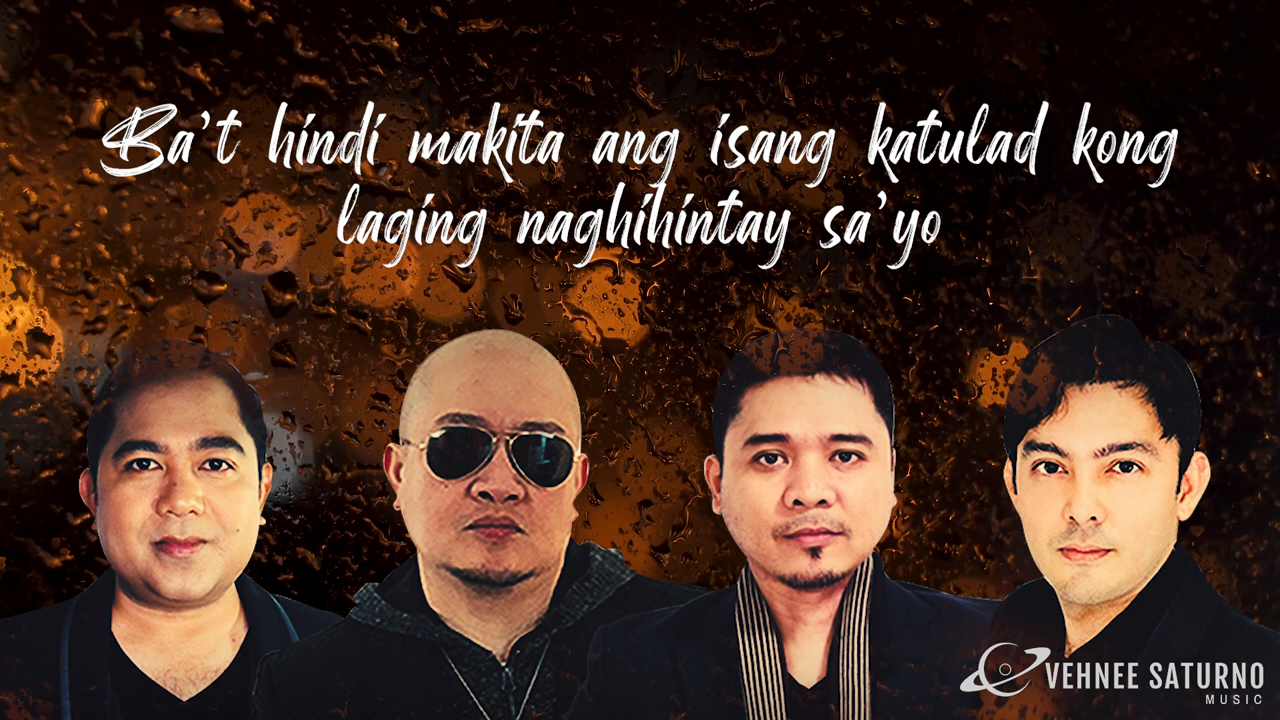 Ba't hindi makita ang isang katulad kong
laging naghihintay sa'yo
VEHNEE SATURNO
MUSIC